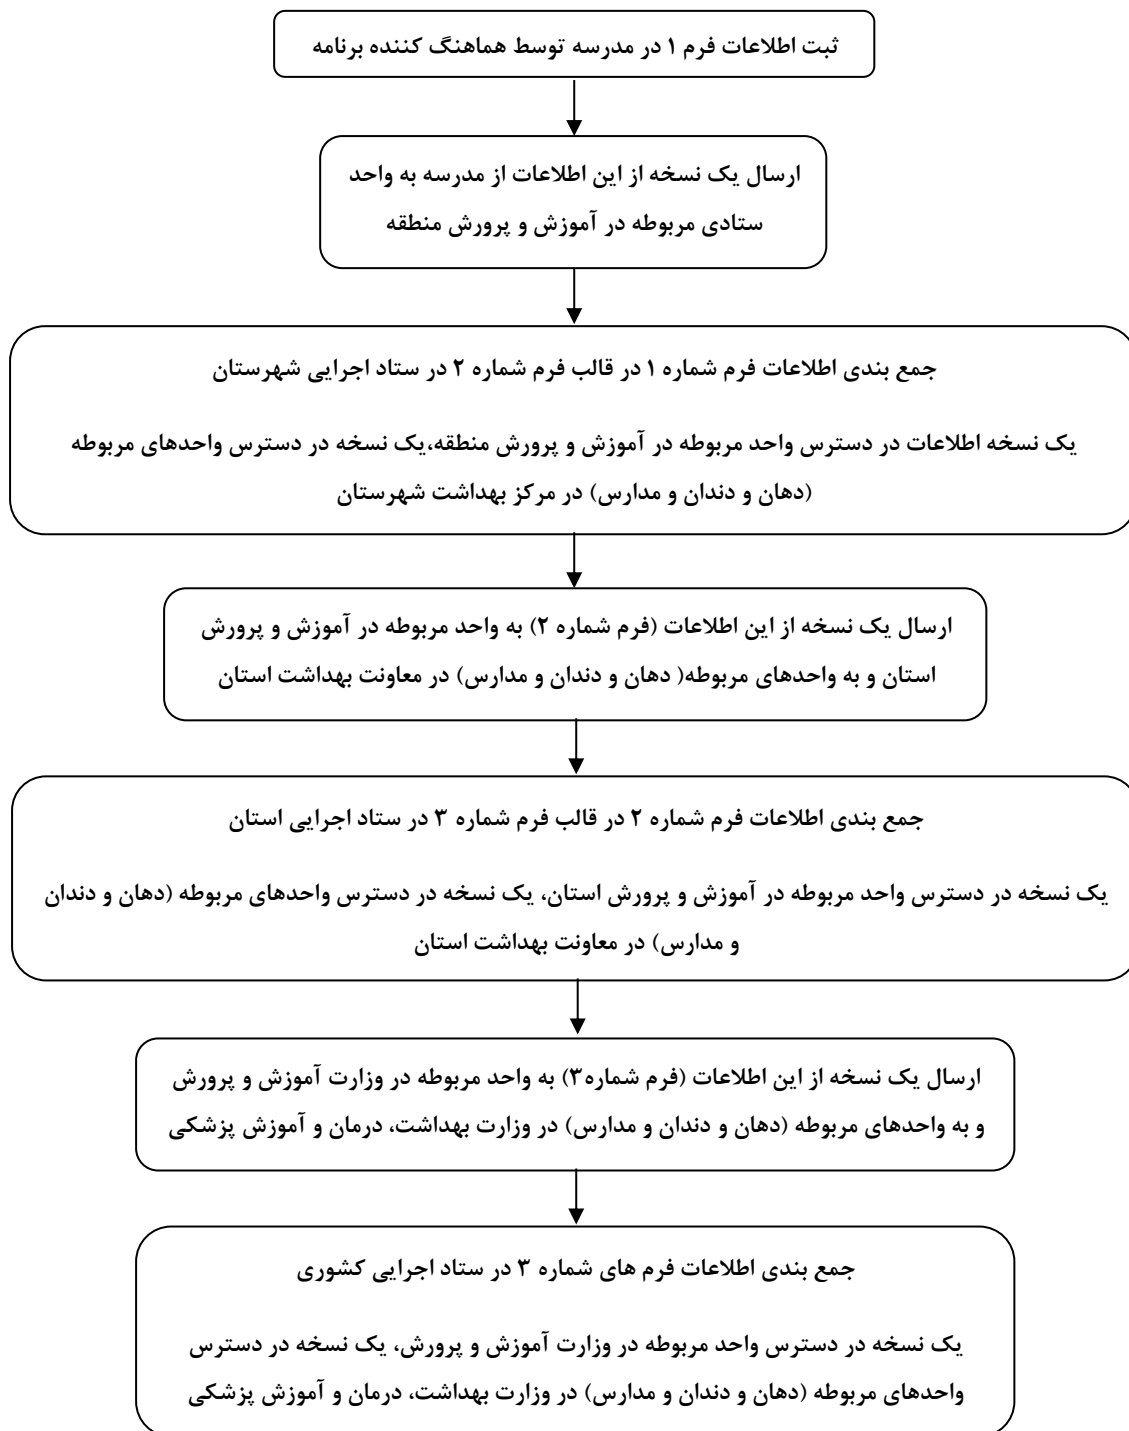 ثبت اطلاعات فرم ۱ در مدرسه توسط هماهنگ کننده برنامه
ارسال یک نسخه از این اطلاعات از مدرسه به واحد
ستادی مربوطه در آموزش و پرورش منطقه
جمع بندی اطلاعات فرم شماره ۱ در قالب فرم شماره ۲ در ستاد اجرایی شهرستان
یک نسخه اطلاعات در دسترس واحد مربوطه در آموزش و پرورش منطقه،یک نسخه در دسترس واحدهای مربوطه
(دهان و دندان و مدارس) در مرکز بهداشت شهرستان
ارسال یک نسخه از این اطلاعات (فرم شماره ۲) به واحد مربوطه در آموزش و پرورش
استان و به واحدهای مربوطه( دهان و دندان و مدارس) در معاونت بهداشت استان
جمع بندی اطلاعات فرم شماره ۲ در قالب فرم شماره ۳ در ستاد اجرایی استان
یک نسخه در دسترس واحد مربوطه در آموزش و پرورش استان، یک نسخه در دسترس واحدهای مربوطه (دهان و دندان
و مدارس) در معاونت بهداشت استان
ارسال یک نسخه از این اطلاعات (فرم شماره۳) به واحد مربوطه در وزارت آموزش و پرورش
و به واحدهای مربوطه (دهان و دندان و مدارس) در وزارت بهداشت، درمان و آموزش پزشکی
جمع بندی اطلاعات فرم های شماره ۳ در ستاد اجرایی کشوری
یک نسخه در دسترس واحد مربوطه در وزارت آموزش و پرورش، یک نسخه در دسترس
واحدهای مربوطه (دهان و دندان و مدارس) در وزارت بهداشت، درمان و آموزش پزشکی